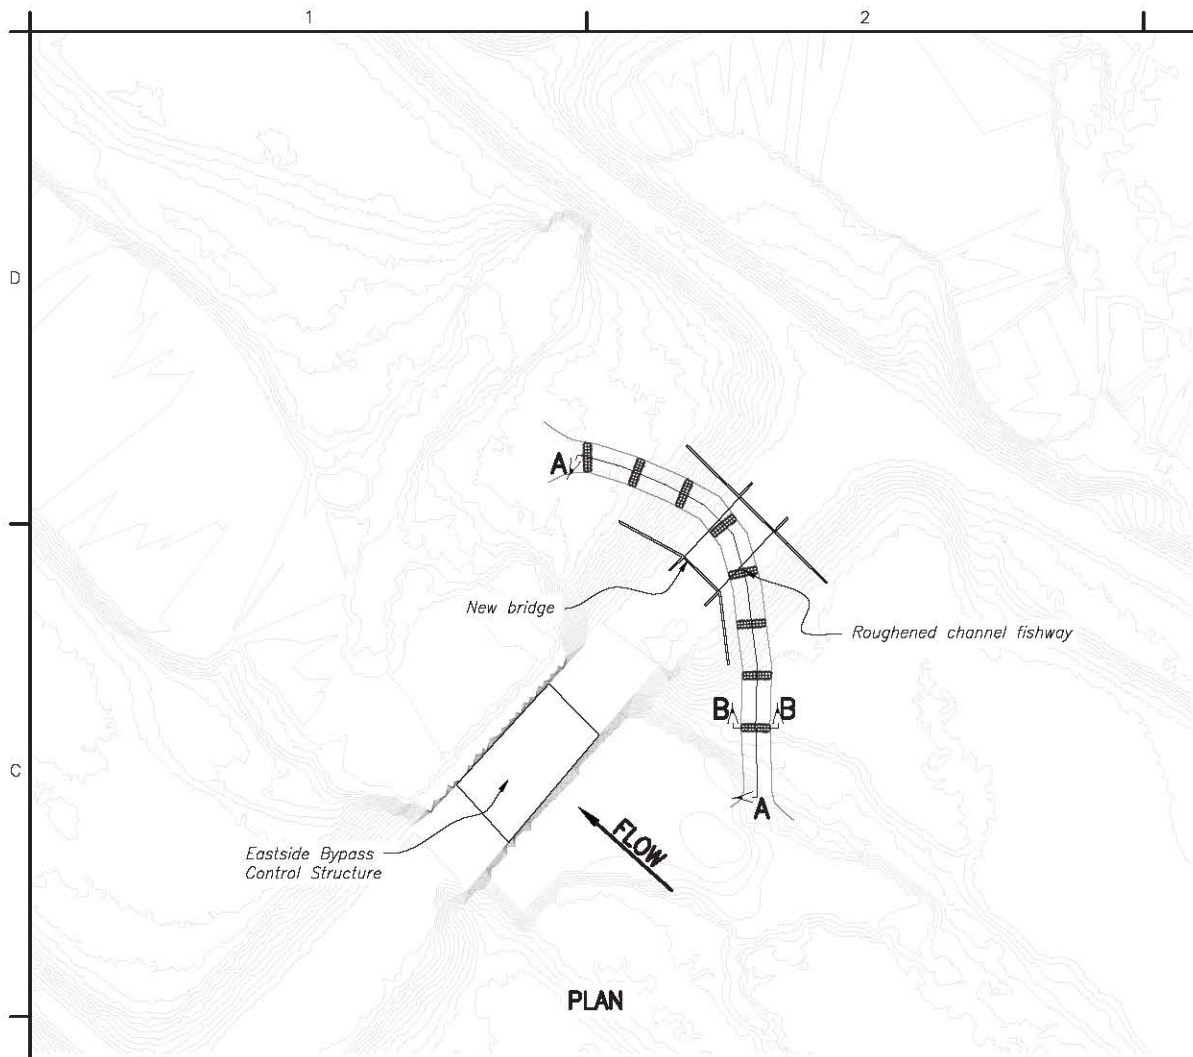 1
2
D
A
New bridge
Roughened channel fishway
B
B
C
A
FLOW
Eastside Bypass
Control Structure
PLAN